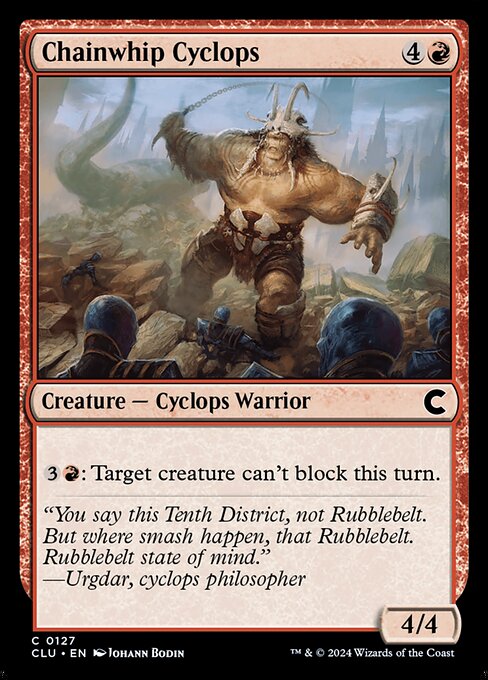 Chainwhip Cyclops 4
Creature — Cyclops Warrior
3: Target creature can't block this turn.
“You say this Tenth District, not Rubblebelt.
But where smash happen, that Rubblebelt.
Rubblebelt state of mind.”
—Urgdar, cyclops philosopher
4/4
C 0127
CLU • EN Johann Bodin
™ & © 2024 Wizards of the Coast